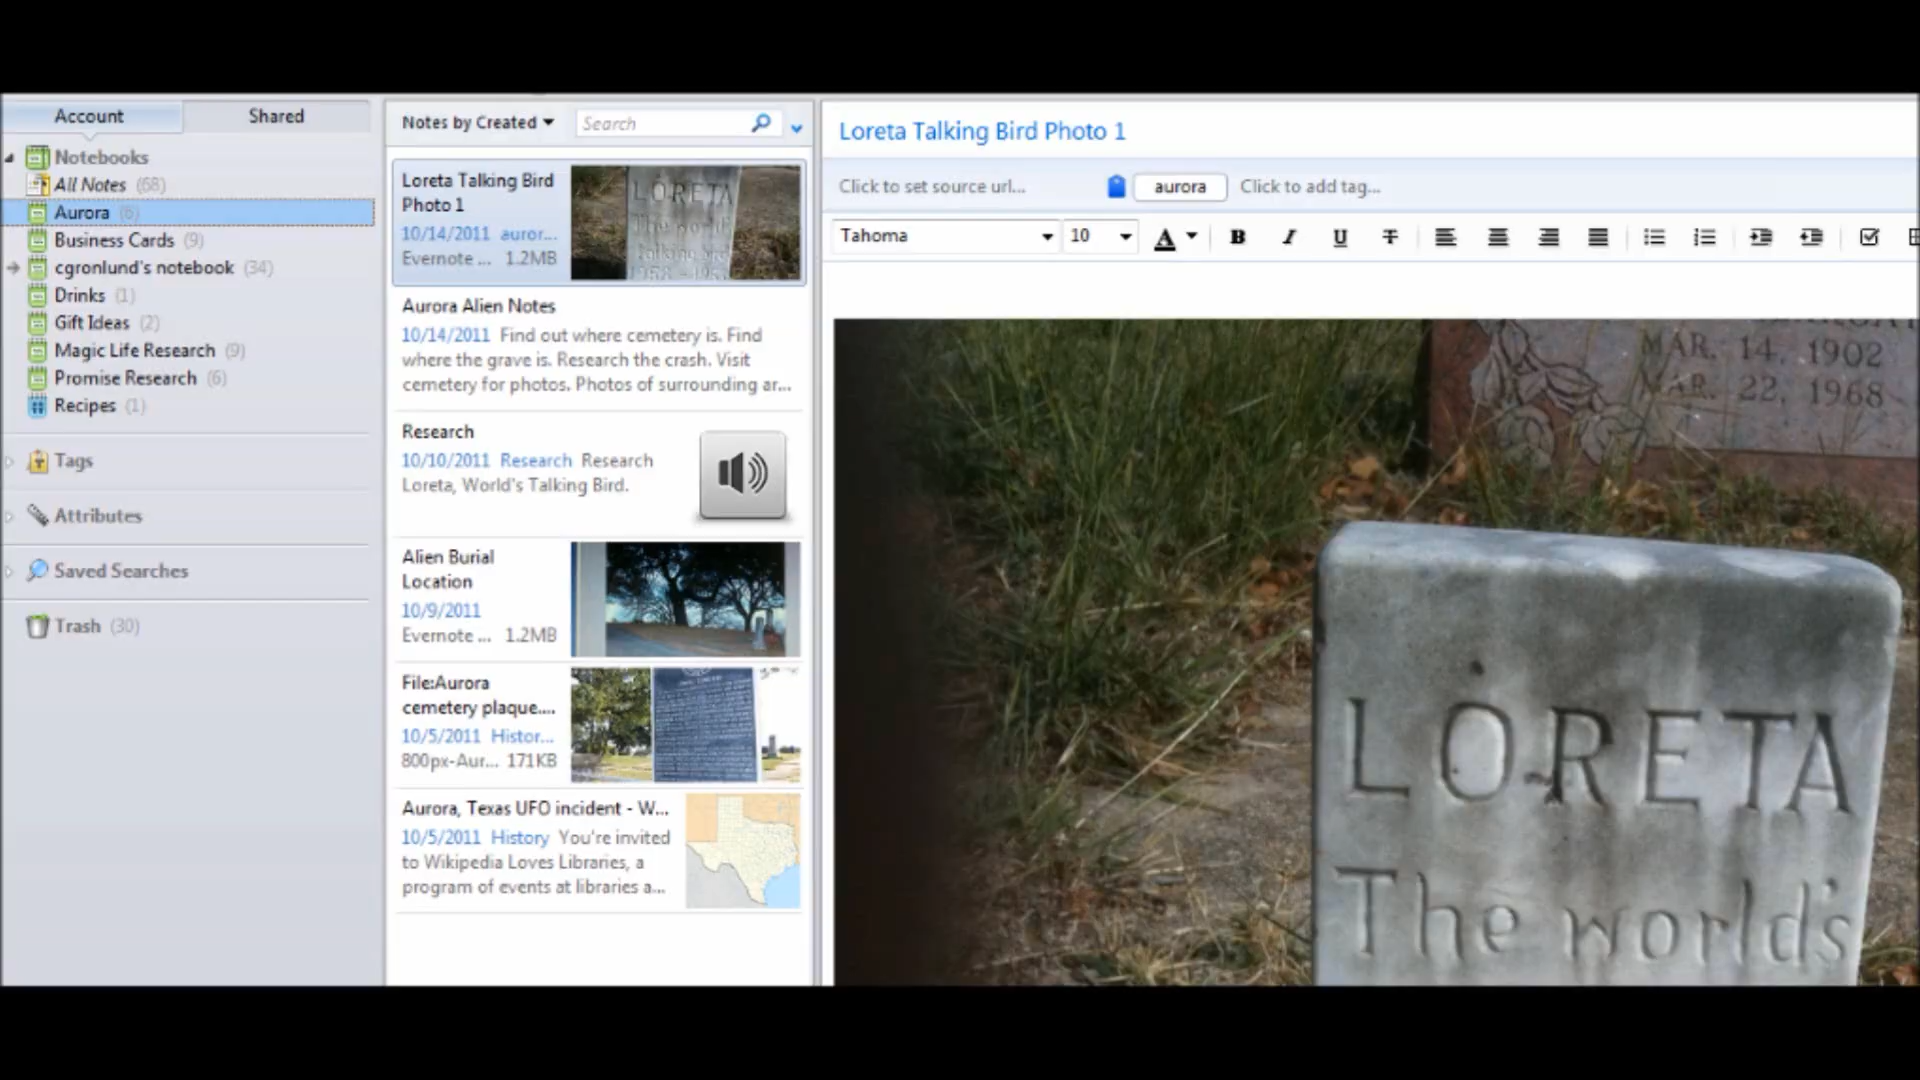 Account
Shared
Notebooks
All Notes (68)
Aurora (6)
Business Cards (9)
cgronlund's notebook (34)
Drinks (1)
Gift Ideas (2)
Magic Life Research (9)
Promise Research (6)
Recipes (1)
Tags
Attributes
Saved Searches
Trash (30)
Notes by Created
Search
Loreta Talking Bird
Photo 1
10/14/2011 auror...
Evernote ... 1.2MB
LORETA
The world's
Talking bird
Aurora Alien Notes
10/14/2011 Find out where cemetery is. Find
where the grave is. Research the crash. Visit
cemetery for photos. Photos of surrounding ar...
Research
10/10/2011 Research Research
Loreta, World's Talking Bird.
Alien Burial
Location
10/9/2011
Evernote ... 1.2MB
File:Aurora
cemetery plaque....
10/5/2011 Histor...
800px-Aur... 171KB
Aurora, Texas UFO incident - W...
10/5/2011 History You're invited
to Wikipedia Loves Libraries, a
program of events at libraries a...
Loreta Talking Bird Photo 1
Click to set source url...
aurora
Click to add tag...
Tahoma
10
A
B
I
U
T
MAR. 14, 1902
MAR. 22, 1968
LORETA
The world's